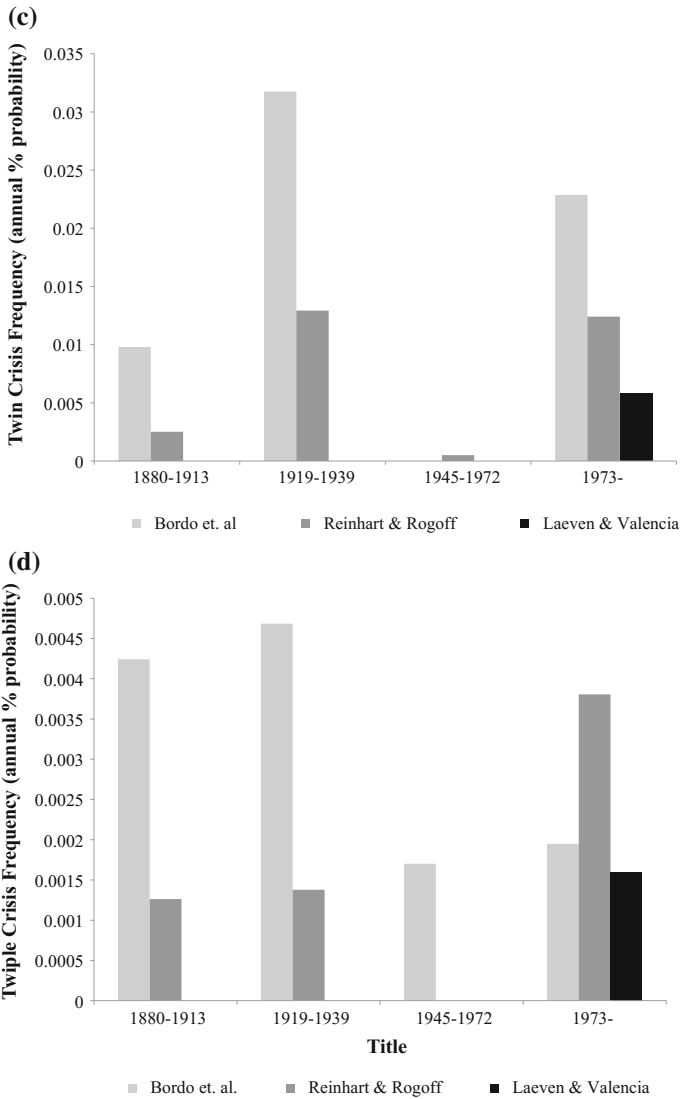 (c)
Twin Crisis Frequency (annual % probability)
0.035
0.03
0.025
0.02
0.015
0.01
0.005
0
1880-1913
1919-1939
1945-1972
1973-
Bordo et. al
Reinhart & Rogoff
Laeven & Valencia
(d)
Twiple Crisis Frequency (annual % probability)
0.005
0.0045
0.004
0.0035
0.003
0.0025
0.002
0.0015
0.001
0.0005
0
1880-1913
1919-1939
1945-1972
1973-
Title
Bordo et. al.
Reinhart & Rogoff
Laeven & Valencia